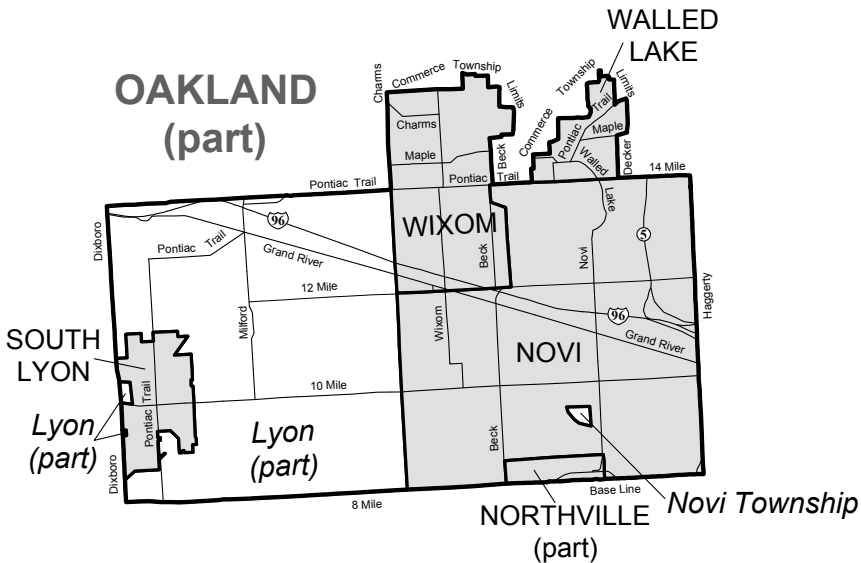 WALLED
LAKE
OAKLAND
(part)
Charms
Commerce
Township
Limits
Charms
Maple
Beck
Pontiac
Trail
Commerce
Township
Limits
Pontiac
Trail
Maple
Walled
Decker
14 Mile
Pontiac Trail
Dixboro
96
WIXOM
Lake
5
Pontiac
Trail
Grand River
Beck
Novi
12 Mile
Haggerty
Milford
Wixom
96
Grand River
SOUTH
LYON
NOVI
Pontiac Trail
10 Mile
Lyon
(part)
Lyon
(part)
Beck
Dixboro
8 Mile
Base Line
Novi Township
NORTHVILLE
(part)